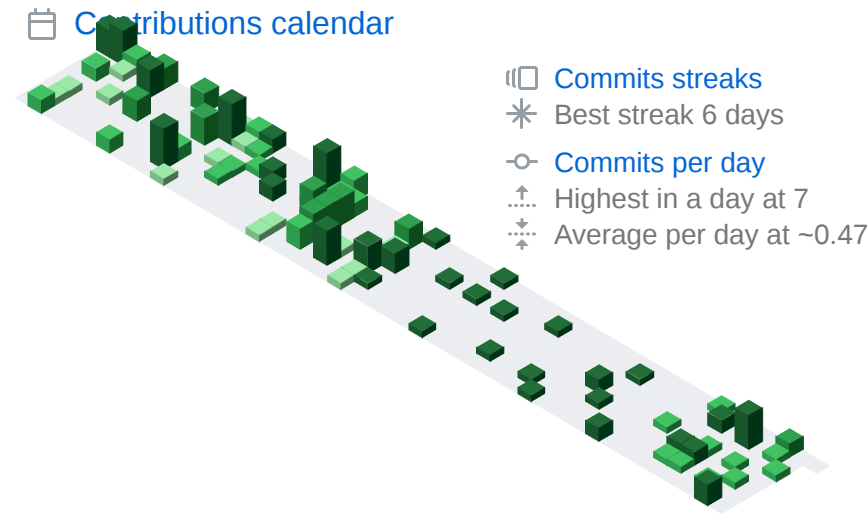 Contributions calendar
Commits streaks
Best streak 6 days
Commits per day
Highest in a day at 7
Average per day at ~0.47